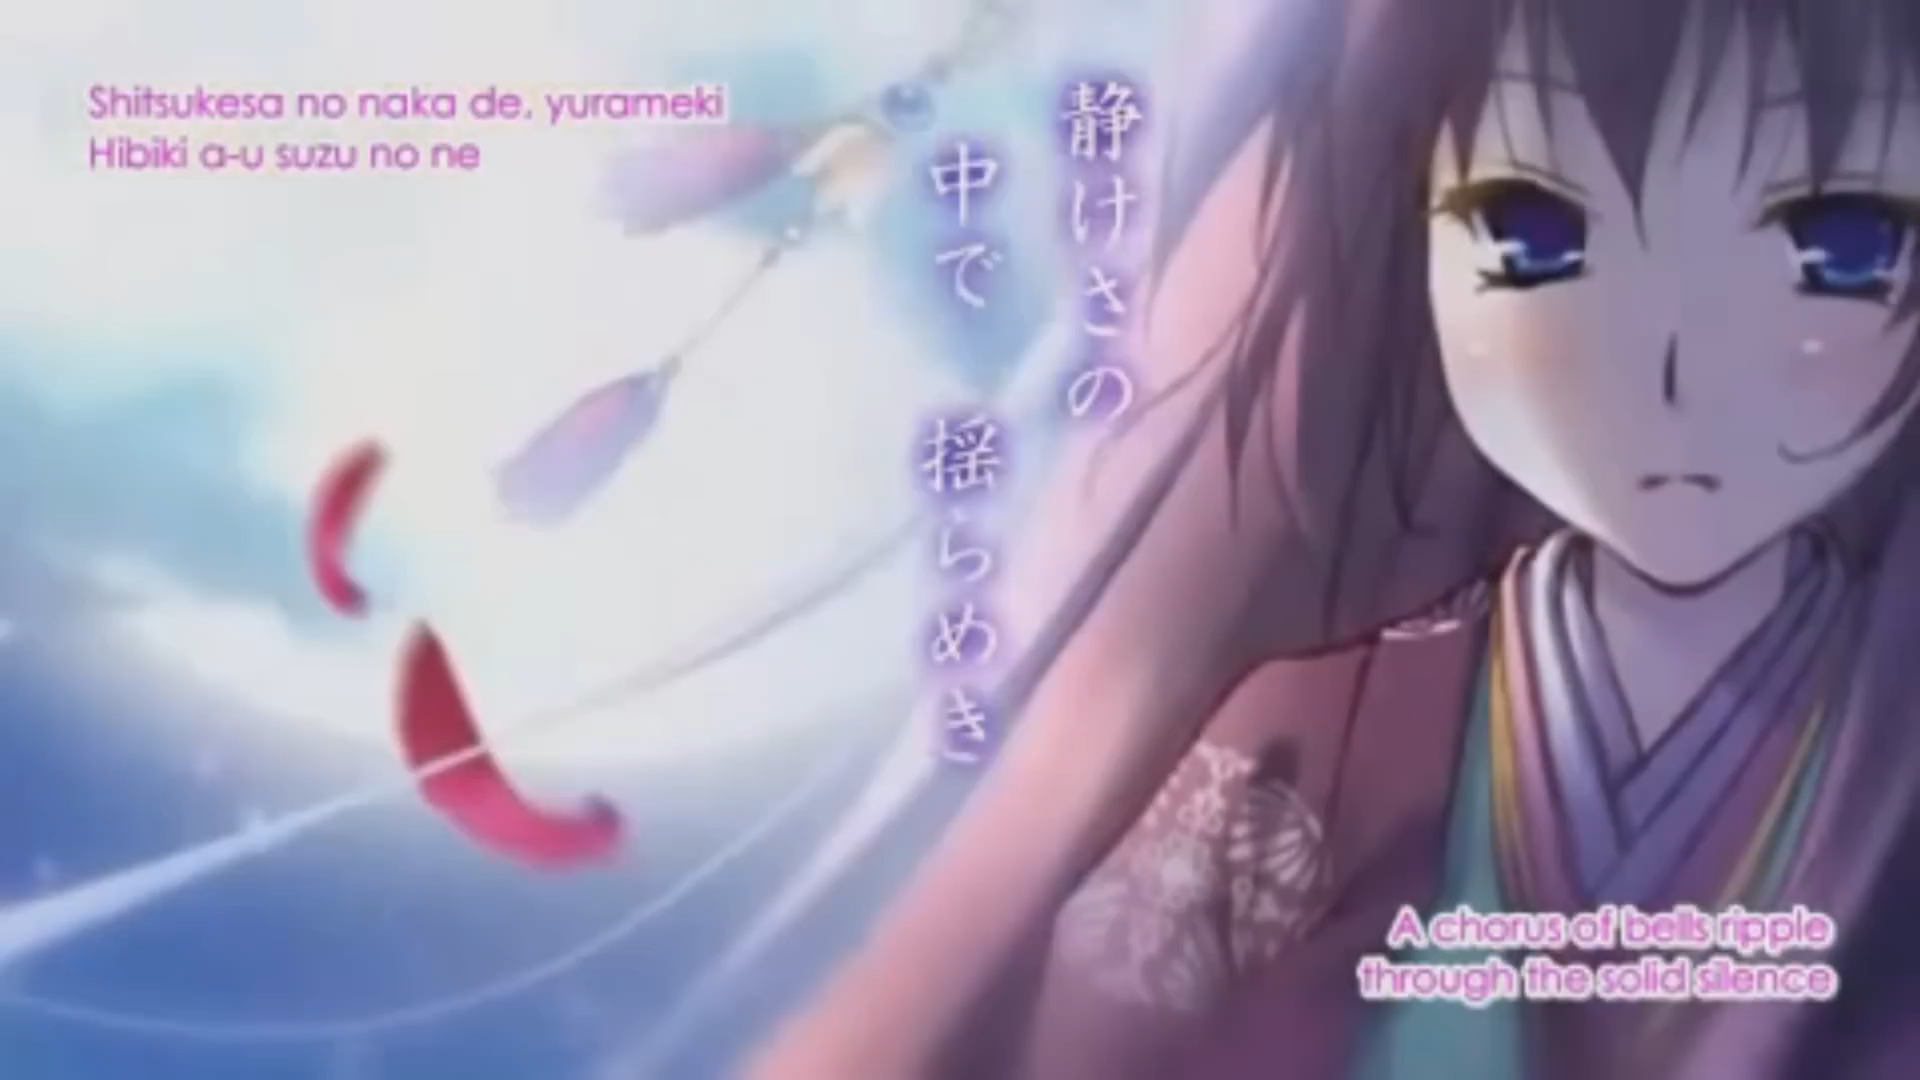 Shitsukesa no naka de, yurameki
Hibiki a-u suzu no ne
静けさの
中で 揺らめき
A chorus of bells ripple
through the solid silence